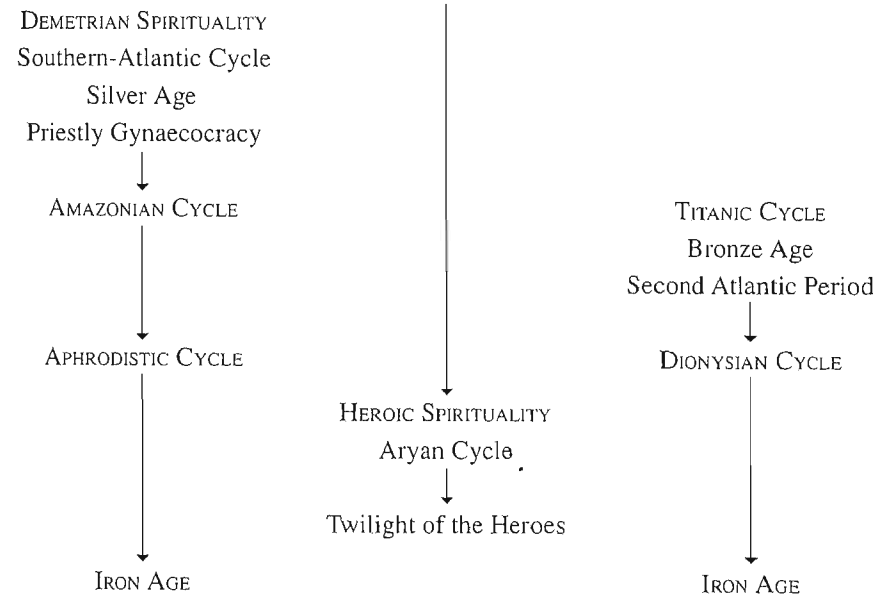 DEMETRIAN SPIRITUALITY
Southern-Atlantic Cycle
Silver Age
Priestly Gynaecocracy
AMAZONIAN CYCLE
APHRODISTIC CYCLE
IRON AGE
HEROIC SPIRITUALITY
Aryan Cycle
Twilight of the Heroes
TITANIC CYCLE
Bronze Age
Second Atlantic Period
DIONYSIAN CYCLE
IRON AGE